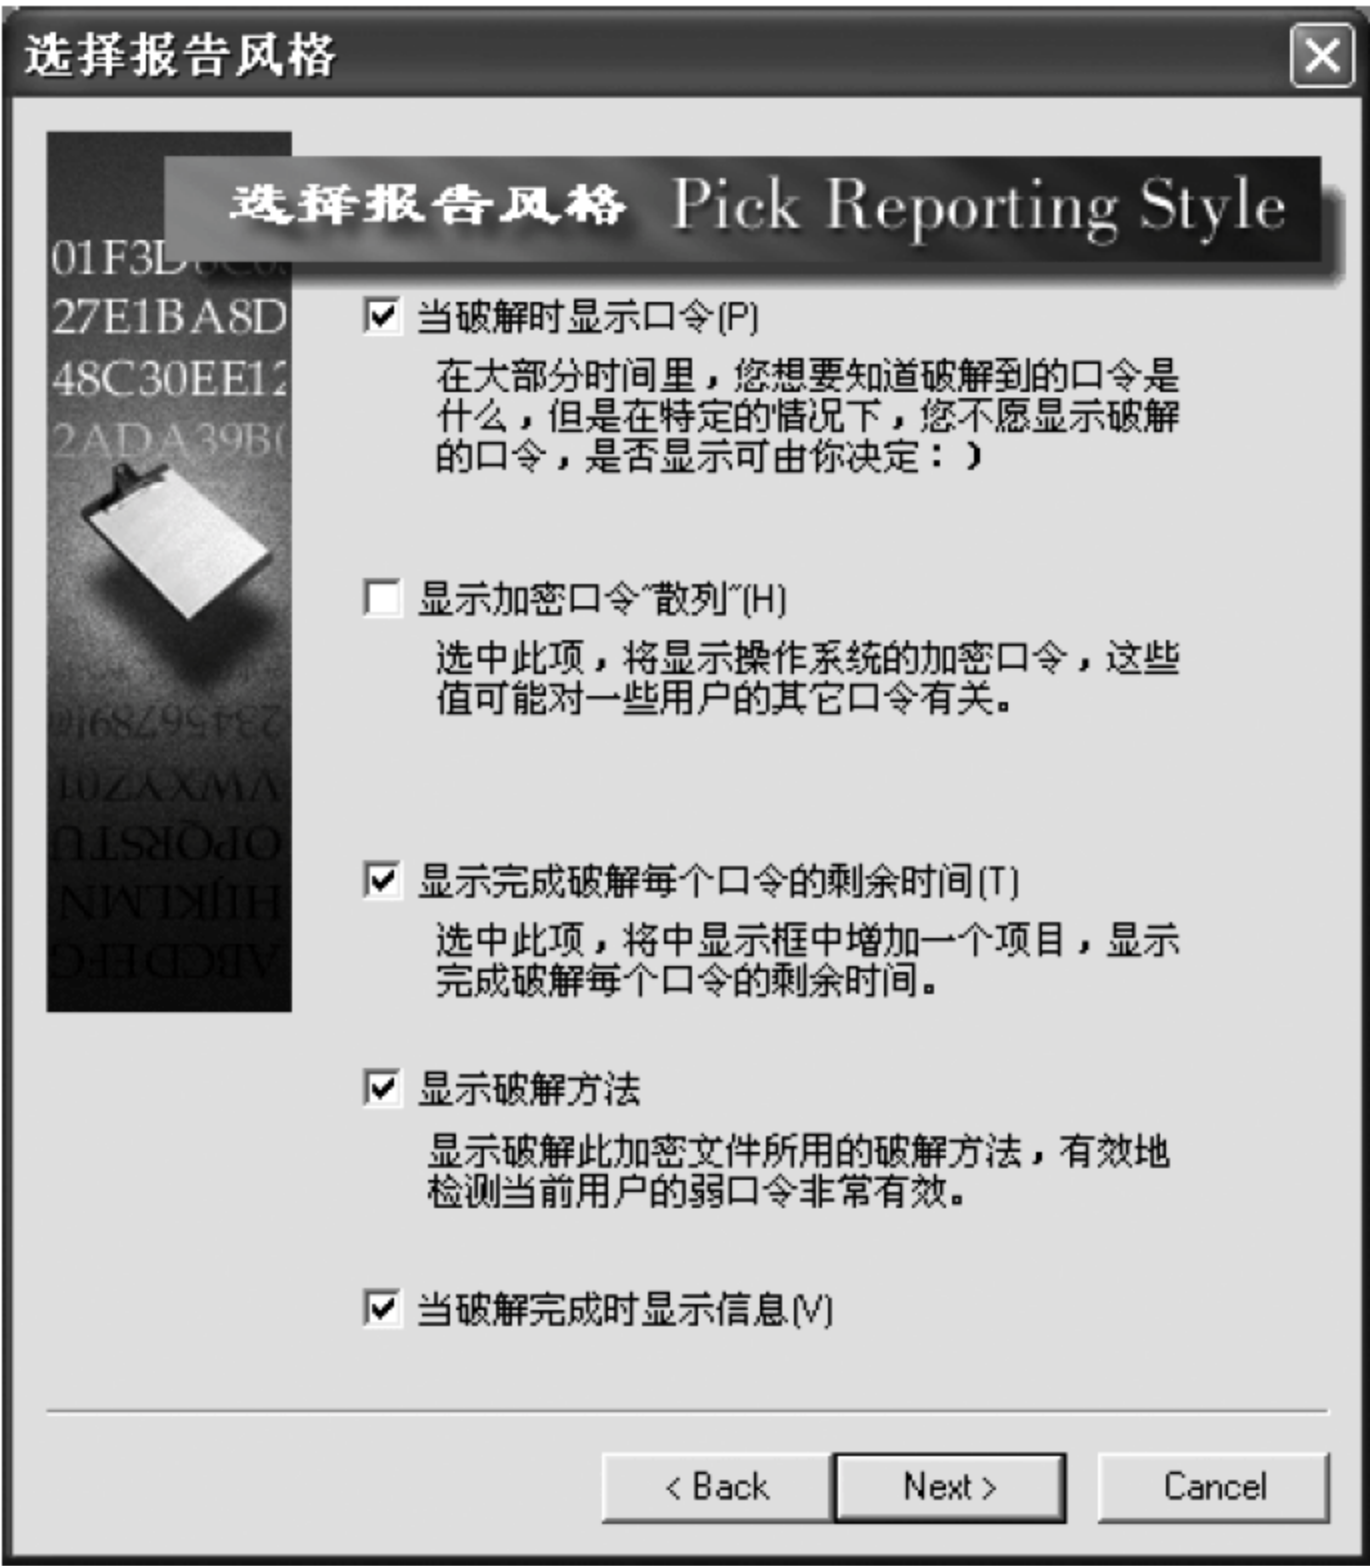 选择报告风格
选择报告风格 Pick Reporting Style
01F3D
27E1BA8D
48C30EE12
2ADA39B
当破解时显示口令(P)
在大部分时间里，您想要知道破解到的口令是
什么，但是在特定的情况下，您不愿显示破解
的口令，是否显示可由你决定：)
显示加密口令"散列"(H)
选中此项，将显示操作系统的加密口令，这些
值可能对一些用户的其它口令有关。
显示完成破解每个口令的剩余时间(T)
选中此项，将中显示框中增加一个项目，显示
完成破解每个口令的剩余时间。
显示破解方法
显示破解此加密文件所用的破解方法，有效地
检测当前用户的弱口令非常有效。
当破解完成时显示信息(V)
23456789!@
VWXYZ01
OPQRSTU
HIJKLMN
ABCDEFG
< Back
Next >
Cancel